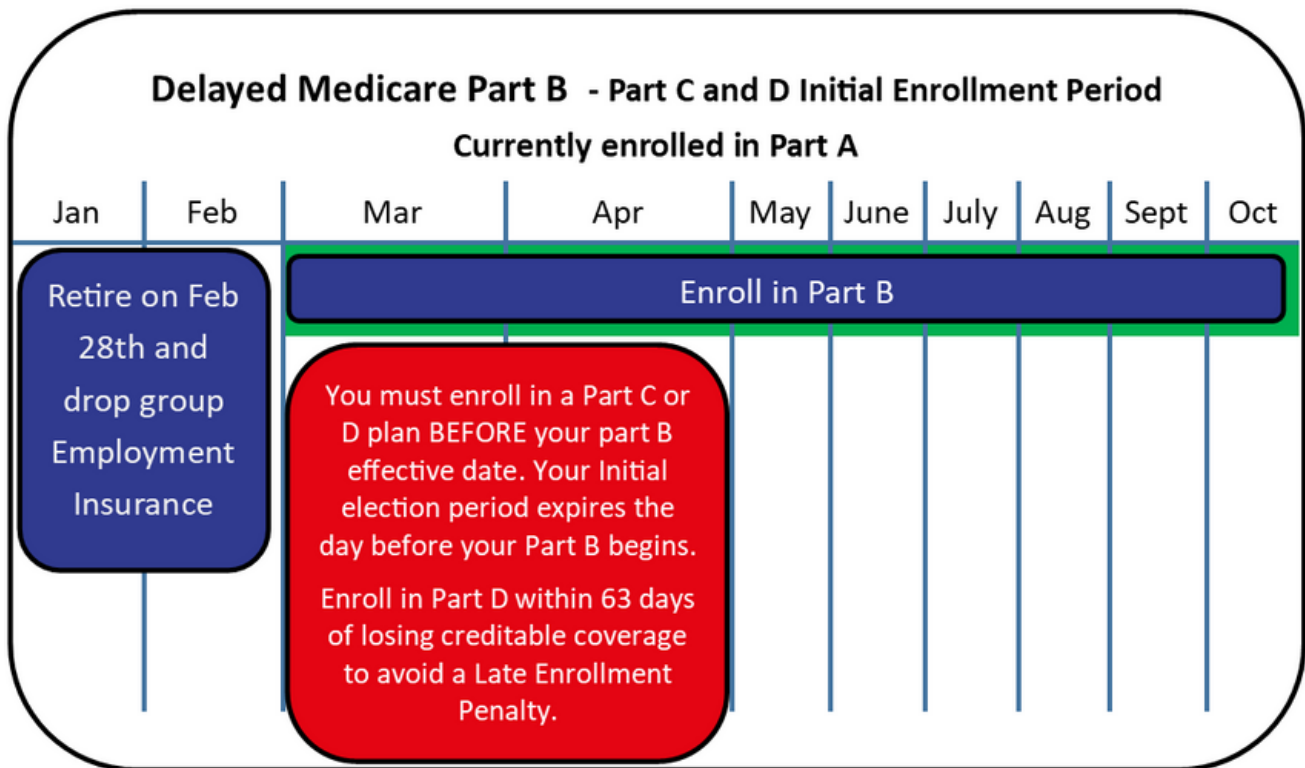 Delayed Medicare Part B - Part C and D Initial Enrollment Period
Currently enrolled in Part A
Jan Feb Mar Apr May June July Aug Sept Oct
Retire on Feb
28th and
drop group
Employment
Insurance
Enroll in Part B
You must enroll in a Part C or
D plan BEFORE your part B
effective date. Your Initial
election period expires the
day before your Part B begins.
Enroll in Part D within 63 days
of losing creditable coverage
to avoid a Late Enrollment
Penalty.